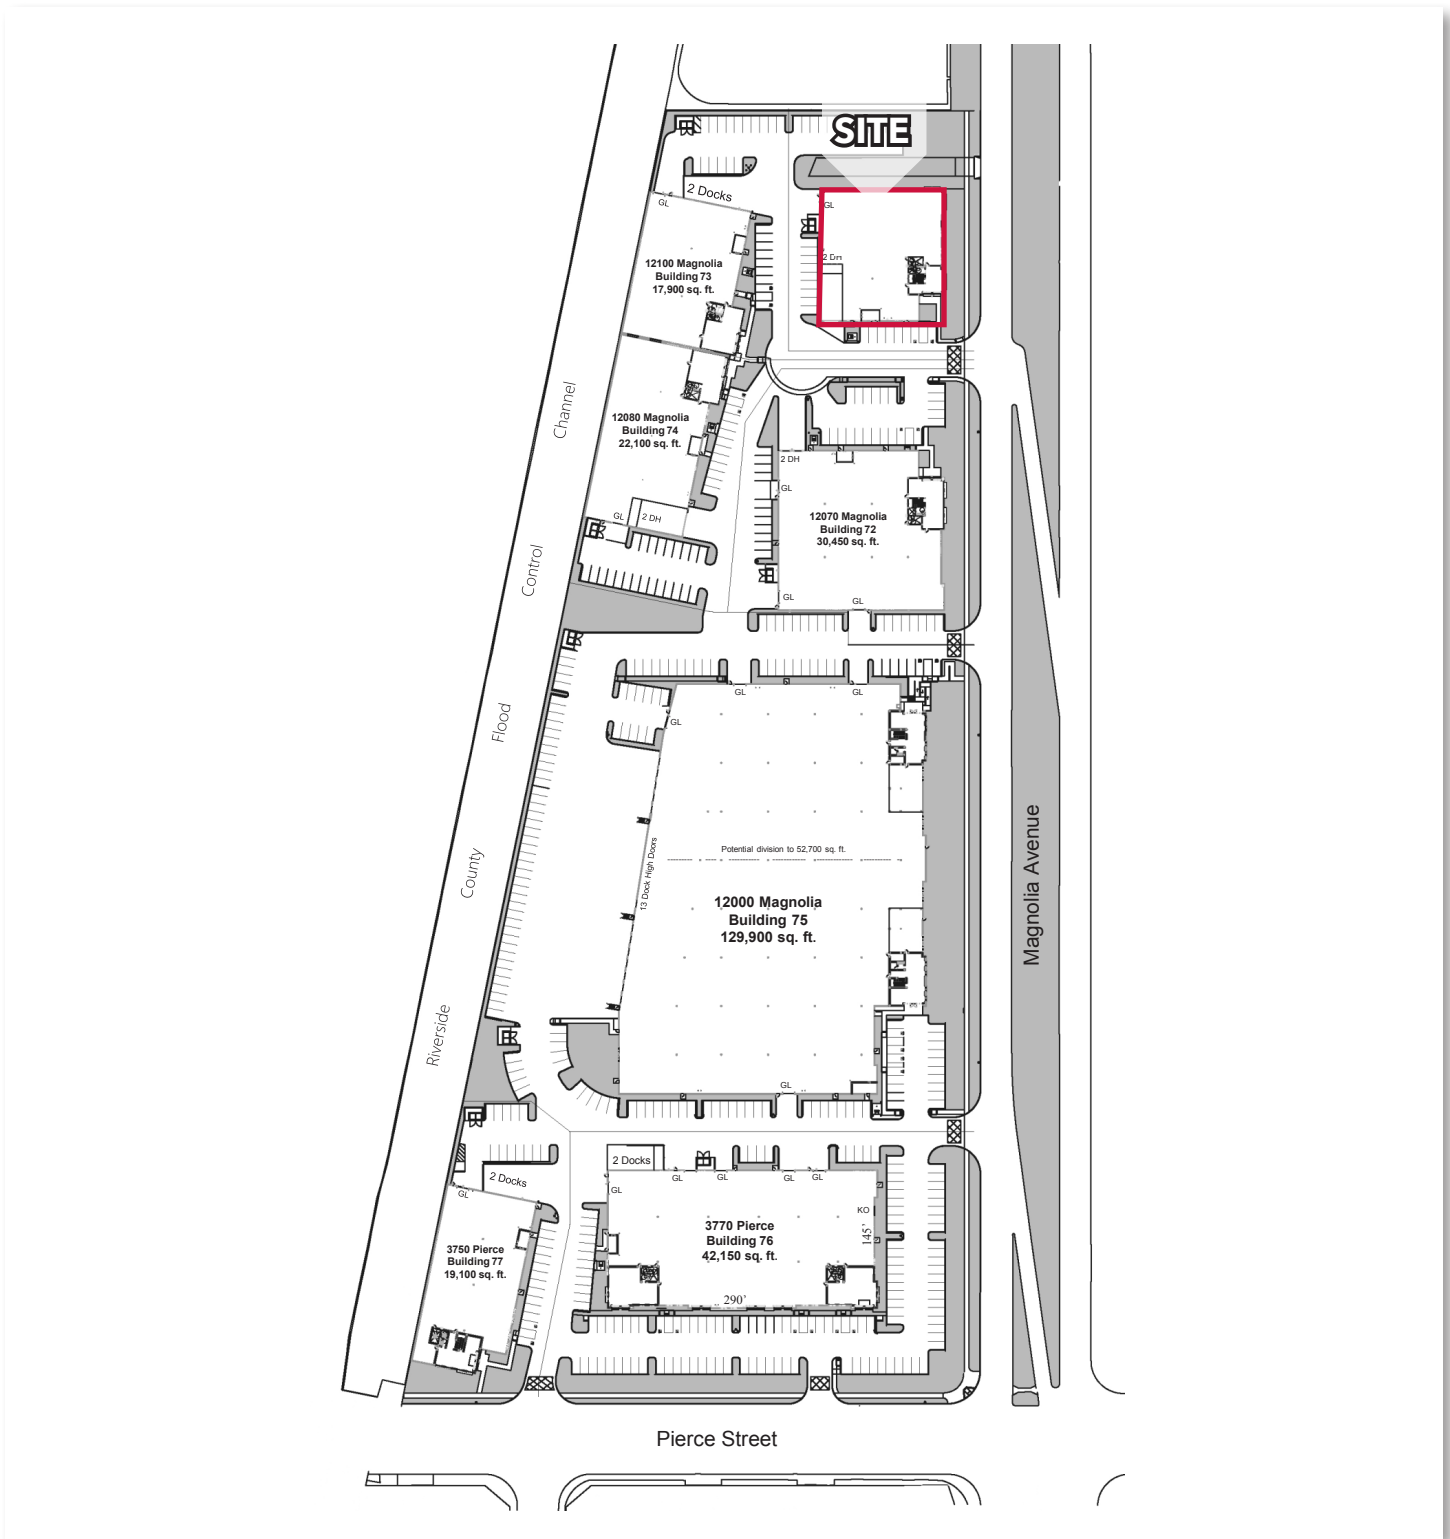 SITE
2 Docks
GL
GL
12100 Magnolia
Building 73
17,900 sq. ft.
2 DH
12080 Magnolia
Building 74
22,100 sq. ft.
Channel
2 DH
GL
GL
2 DH
12070 Magnolia
Building 72
30,450 sq. ft.
Control
GL
GL
GL
GL
GL
Flood
Potential division to 52,700 sq. ft.
13 Dock High Doors
12000 Magnolia
Building 75
129,900 sq. ft.
Magnolia Avenue
County
Riverside
GL
2 Docks
2 Docks
GL
GL
GL
GL
GL
GL
KO
145'
3770 Pierce
Building 76
42,150 sq. ft.
3750 Pierce
Building 77
19,100 sq. ft.
290'
Pierce Street